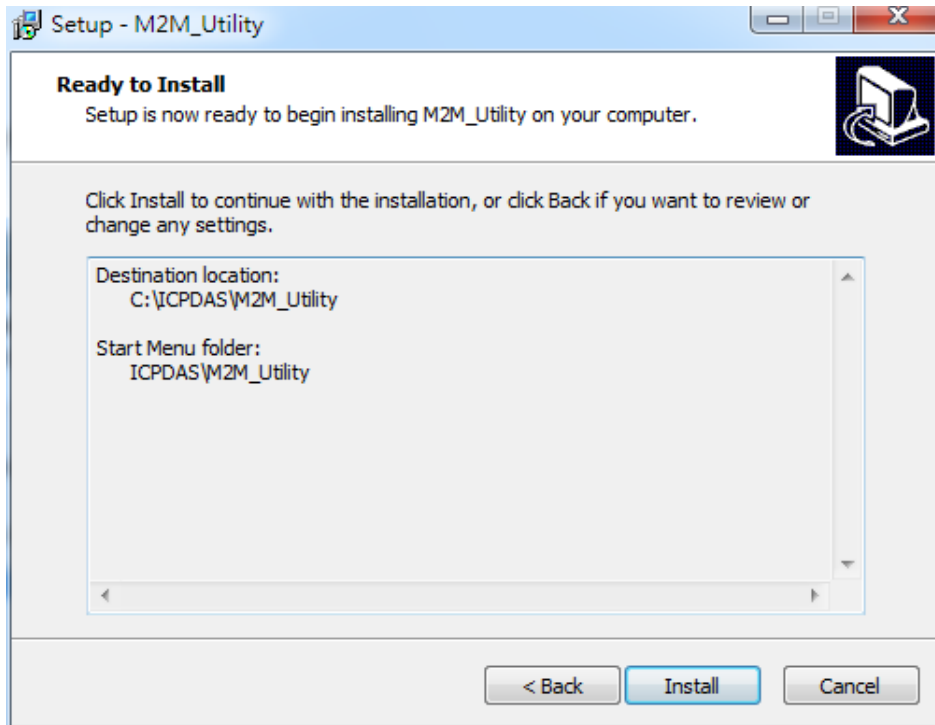 Setup - M2M_Utility
Ready to Install
Setup is now ready to begin installing M2M_Utility on your computer.
Click Install to continue with the installation, or click Back if you want to review or
change any settings.
Destination location:
C:\ICPDAS\M2M_Utility
Start Menu folder:
ICPDAS\M2M_Utility
< Back Install Cancel